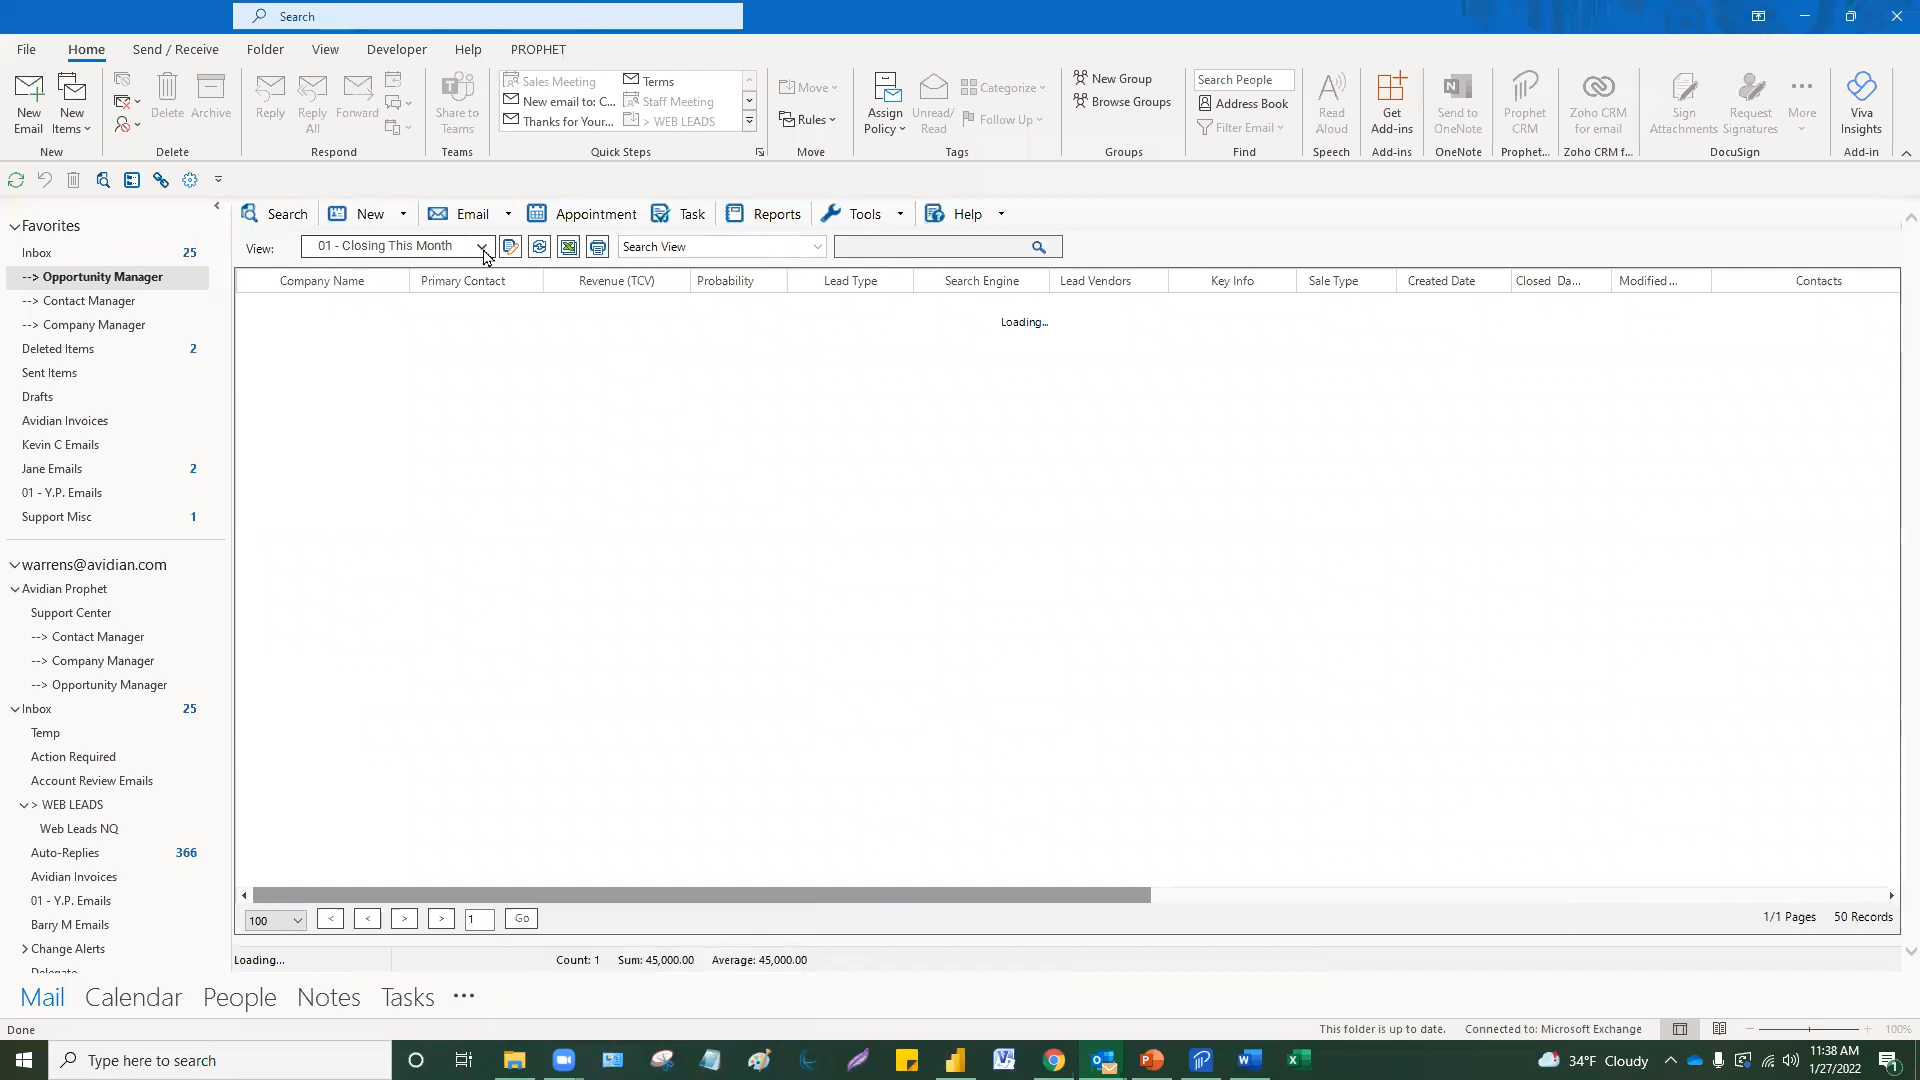 Search
File Home Send / Receive Folder View Developer Help PROPHET
New Email
New Items
Delete
Archive
Reply
Reply All
Forward
Share to Teams
Sales Meeting
New email to: C...
Thanks for Your...
Terms
Staff Meeting
> WEB LEADS
Move
Rules
Assign Policy
Unread/ Read
Categorize
Follow Up
New Group
Browse Groups
Search People
Address Book
Filter Email
Read Aloud
Get Add-ins
Send to OneNote
Prophet CRM
Zoho CRM for email
Sign Attachments
Request Signatures
More
Viva Insights
New Delete Respond Teams Quick Steps Move Tags Groups Find Speech Add-ins OneNote Prophet... Zoho CRM f... DocuSign Add-in
Favorites
Inbox 25
--> Opportunity Manager
--> Contact Manager
--> Company Manager
Deleted Items 2
Sent Items
Drafts
Avidian Invoices
Kevin C Emails
Jane Emails 2
01 - Y.P. Emails
Support Misc 1
warrens@avidian.com
Avidian Prophet
Support Center
--> Contact Manager
--> Company Manager
--> Opportunity Manager
Inbox 25
Temp
Action Required
Account Review Emails
> WEB LEADS
Web Leads NQ
Auto-Replies 366
Avidian Invoices
01 - Y.P. Emails
Barry M Emails
Change Alerts
Delegate
Search New Email Appointment Task Reports Tools Help
View: 01 - Closing This Month Search View
Company Name Primary Contact Revenue (TCV) Probability Lead Type Search Engine Lead Vendors Key Info Sale Type Created Date Closed Da... Modified ... Contacts
Loading...
100 < < > > 1 Go 1/1 Pages 50 Records
Loading... Count: 1 Sum: 45,000.00 Average: 45,000.00
Mail Calendar People Notes Tasks ...
Done This folder is up to date. Connected to: Microsoft Exchange 100%
Type here to search 34°F Cloudy 11:38 AM
1/27/2022 1